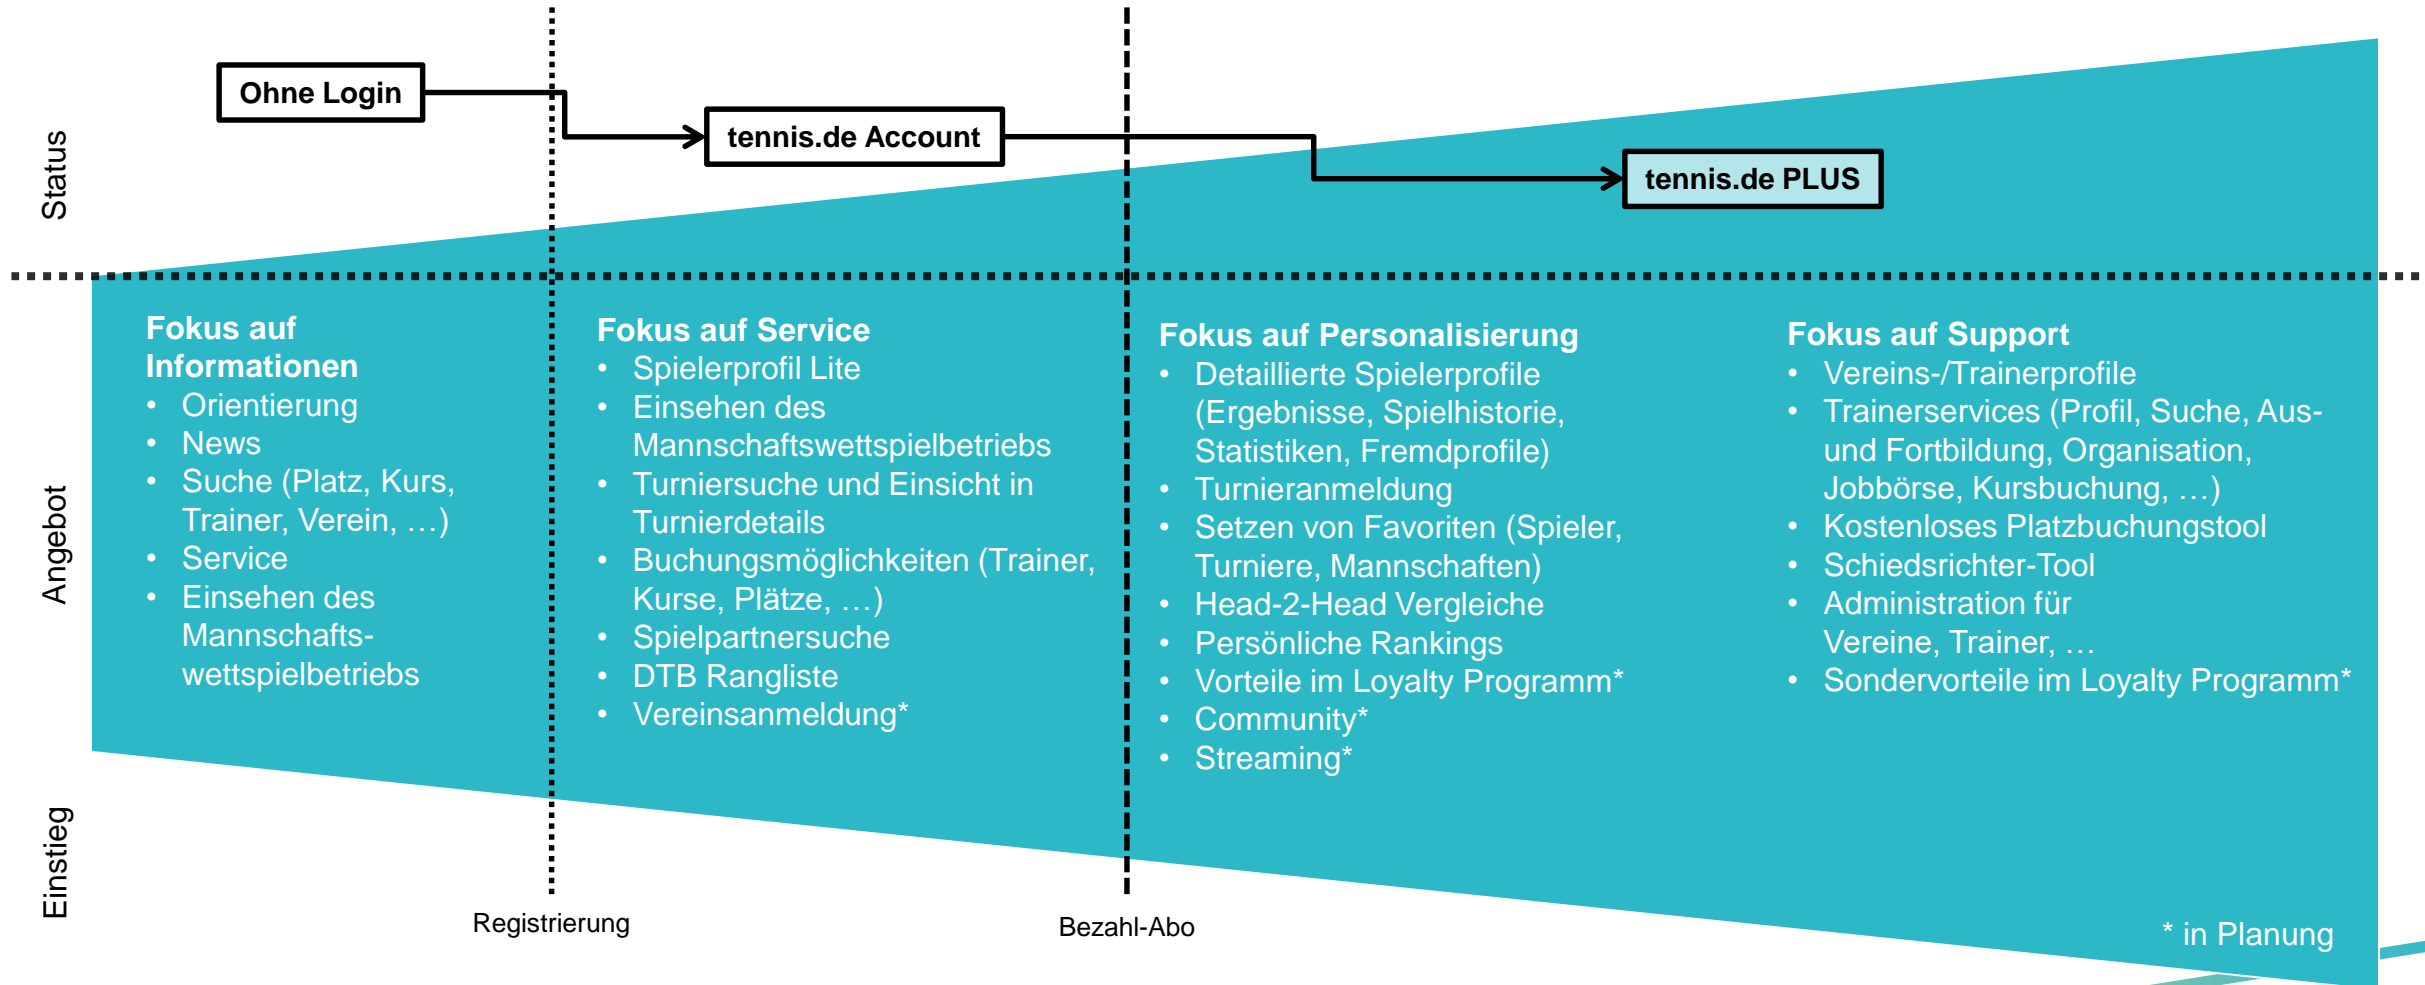 Status
Ohne Login
tennis.de Account
tennis.de PLUS
Angebot
Fokus auf
Informationen
• Orientierung
• News
• Suche (Platz, Kurs,
Trainer, Verein, …)
• Service
• Einsehen des
Mannschafts-
wettspielbetriebs
Fokus auf Service
• Spielerprofil Lite
• Einsehen des
Mannschaftswettspielbetriebs
• Turniersuche und Einsicht in
Turnierdetails
• Buchungsmöglichkeiten (Trainer,
Kurse, Plätze, …)
• Spielpartnersuche
• DTB Rangliste
• Vereinsanmeldung*
Fokus auf Personalisierung
• Detaillierte Spielerprofile
(Ergebnisse, Spielhistorie,
Statistiken, Fremdprofile)
• Turnieranmeldung
• Setzen von Favoriten (Spieler,
Turniere, Mannschaften)
• Head-2-Head Vergleiche
• Persönliche Rankings
• Vorteile im Loyalty Programm*
• Community*
• Streaming*
Fokus auf Support
• Vereins-/Trainerprofile
• Trainerservices (Profil, Suche, Aus-
und Fortbildung, Organisation,
Jobbörse, Kursbuchung, …)
• Kostenloses Platzbuchungstool
• Schiedsrichter-Tool
• Administration für
Vereine, Trainer, …
• Sondervorteile im Loyalty Programm*
Einstieg
Registrierung
Bezahl-Abo
* in Planung